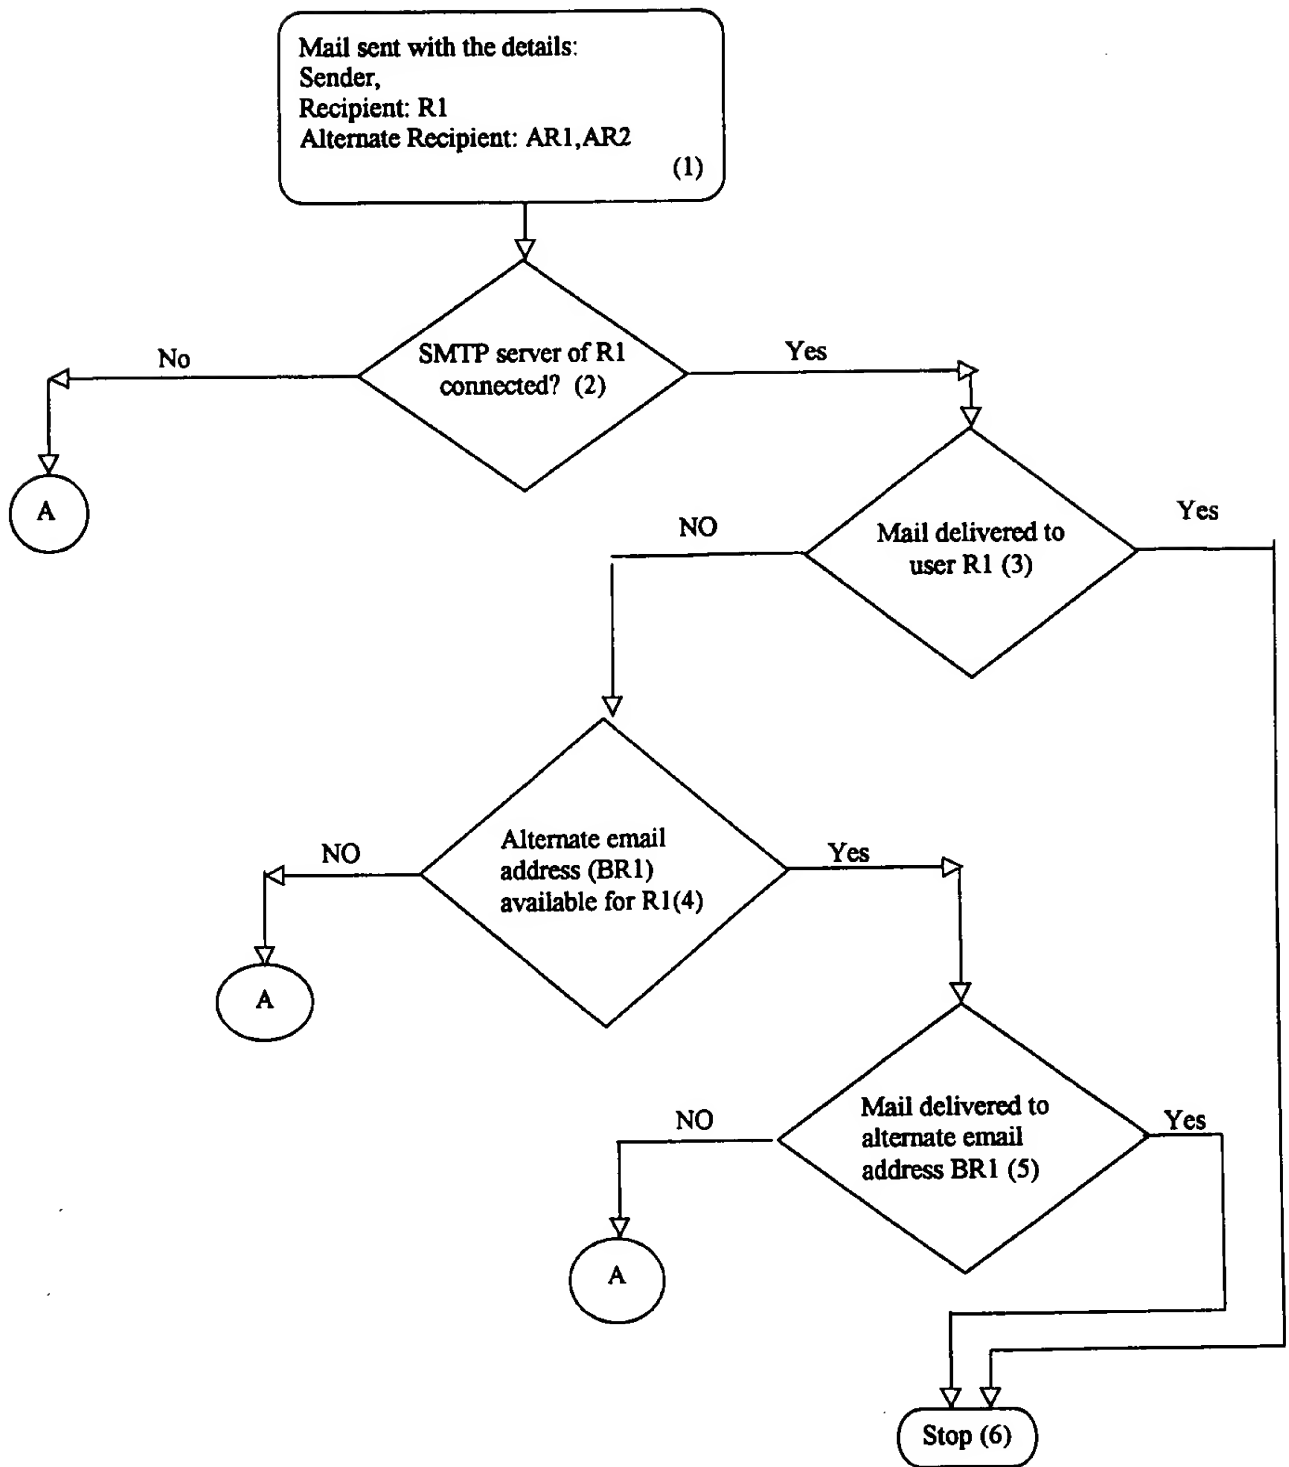 Mail sent with the details:
Sender,
Recipient: R1
Alternate Recipient: AR1,AR2
(1)
SMTP server of R1
connected? (2)
No
Yes
A
Mail delivered to
user R1 (3)
NO
Yes
Alternate email
address (BR1)
available for R1(4)
NO
Yes
A
Mail delivered to
alternate email
address BR1 (5)
NO
Yes
A
Stop (6)